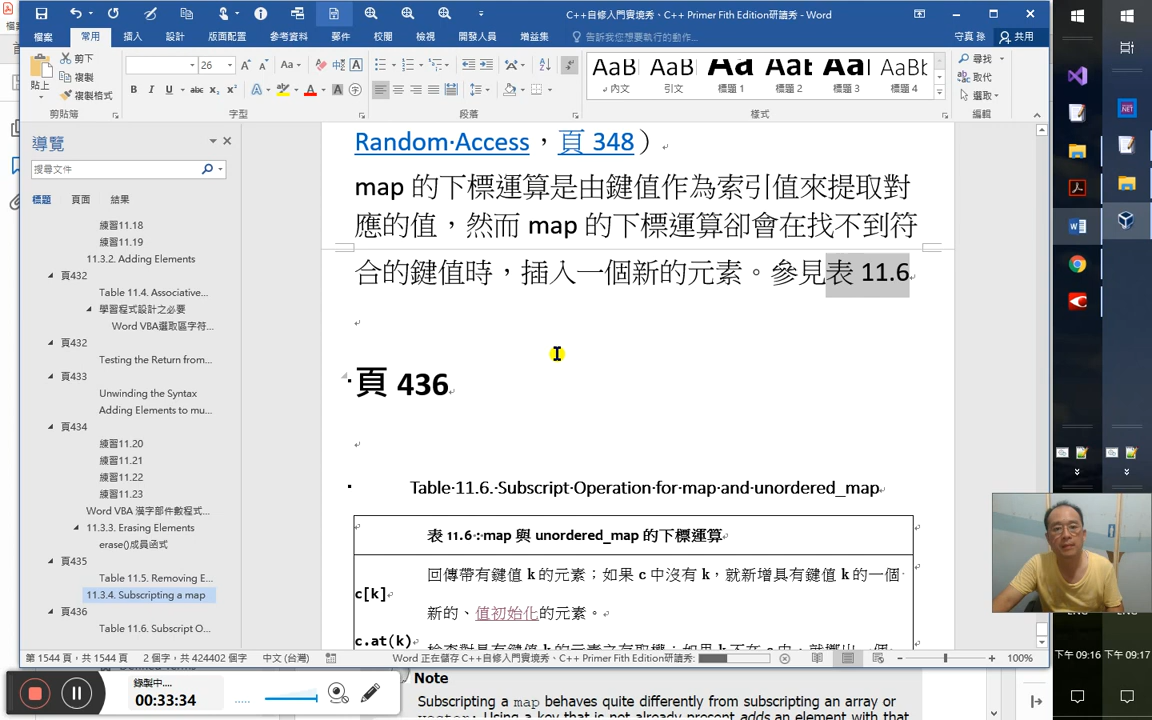 C++自修入門實境秀、C++ Primer Fith Edition研讀秀 - Word
檔案 常用 插入 設計 版面配置 參考資料 郵件 校閱 檢視 開發人員 增益集 告訴我您想要執行的動作... 守真 孫 共用
貼上
剪下
複製
複製格式
剪貼簿
26
字型
段落
AaB AaB Aa Aab Aal AaBb
內文 引文 標題 1 標題 2 標題 3 標題 4
樣式
尋找
取代
選取
編輯
導覽
搜尋文件
標題 頁面 結果
練習11.18
練習11.19
11.3.2. Adding Elements
頁432
Table 11.4. Associative...
學習程式設計之必要
Word VBA選取區字符...
頁432
Testing the Return from...
頁433
Unwinding the Syntax
Adding Elements to mu...
頁434
練習11.20
練習11.21
練習11.22
練習11.23
Word VBA 漢字部件數程式...
11.3.3. Erasing Elements
erase()成員函式
頁435
Table 11.5. Removing E...
11.3.4. Subscripting a map
頁436
Table 11.6. Subscript O...
Random·Access，頁 348）
map 的下標運算是由鍵值作為索引值來提取對
應的值，然而 map 的下標運算卻會在找不到符
合的鍵值時，插入一個新的元素。參見表 11.6
頁 436
Table·11.6.·Subscript·Operation·for·map·and·unordered_map
表 11.6·:·map 與 unordered_map 的下標運算
c[k]
回傳帶有鍵值 k 的元素；如果 c 中沒有 k，就新增具有鍵值 k 的一個
新的、值初始化的元素。
c.at(k)
第 1544 頁，共 1544 頁 2 個字，共 424402 個字 中文 (台灣) Word 正在儲存 C++自修入門實境秀、C++ Primer Fith Edition研讀秀: 100%
錄製中....
00:33:34
Note
Subscripting a map behaves quite differently from subscripting an array or
vector: Using a key that is not already present adds an element with that
下午 09:16 下午 09:17